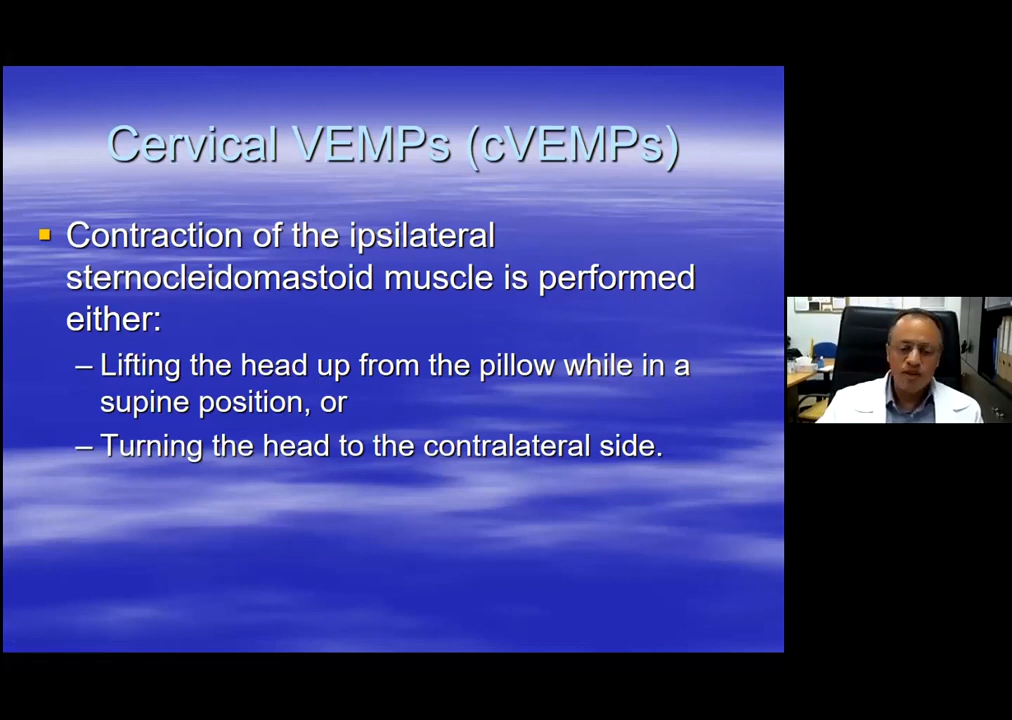 Cervical VEMPs (cVEMPs)
Contraction of the ipsilateral
sternocleidomastoid muscle is performed
either:
– Lifting the head up from the pillow while in a
supine position, or
– Turning the head to the contralateral side.